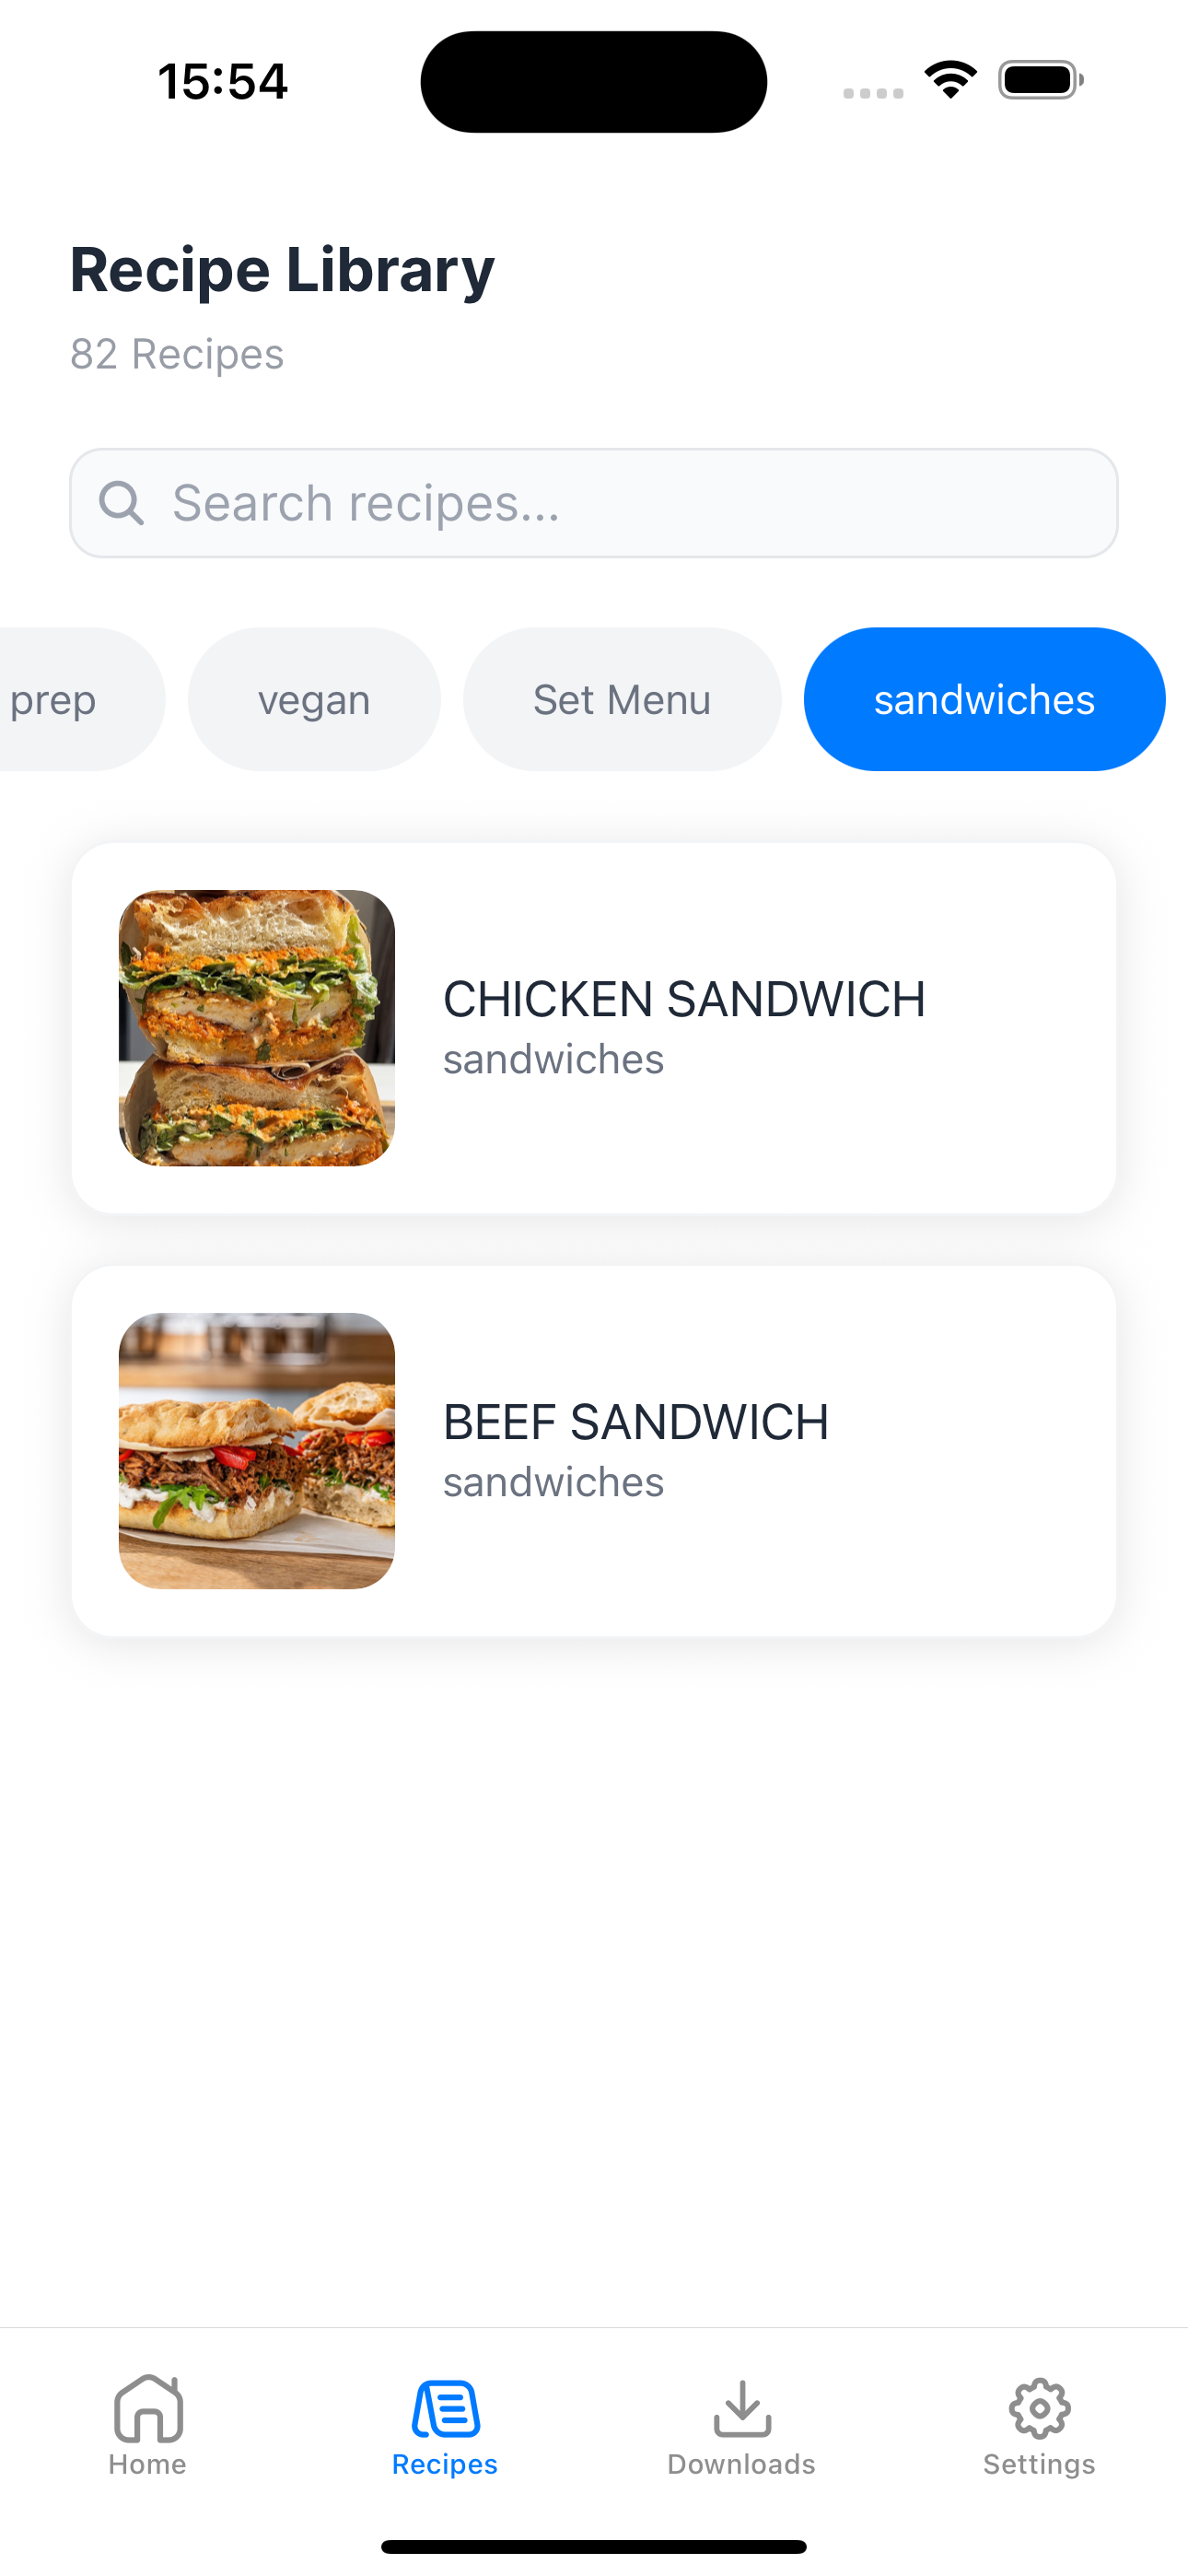 15:54
Recipe Library
82 Recipes
Search recipes...
prep
vegan
Set Menu
sandwiches
CHICKEN SANDWICH
sandwiches
BEEF SANDWICH
sandwiches
Home
Recipes
Downloads
Settings